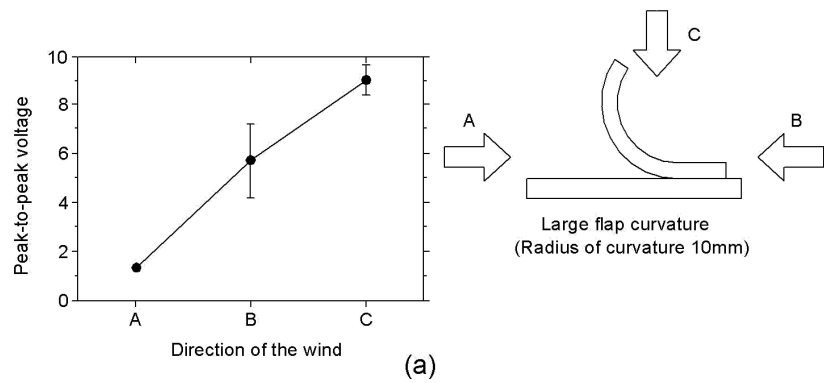 10
8
6
4
2
0
Peak-to-peak voltage
A
B
C
Direction of the wind
A
B
C
Large flap curvature
(Radius of curvature 10mm)
(a)